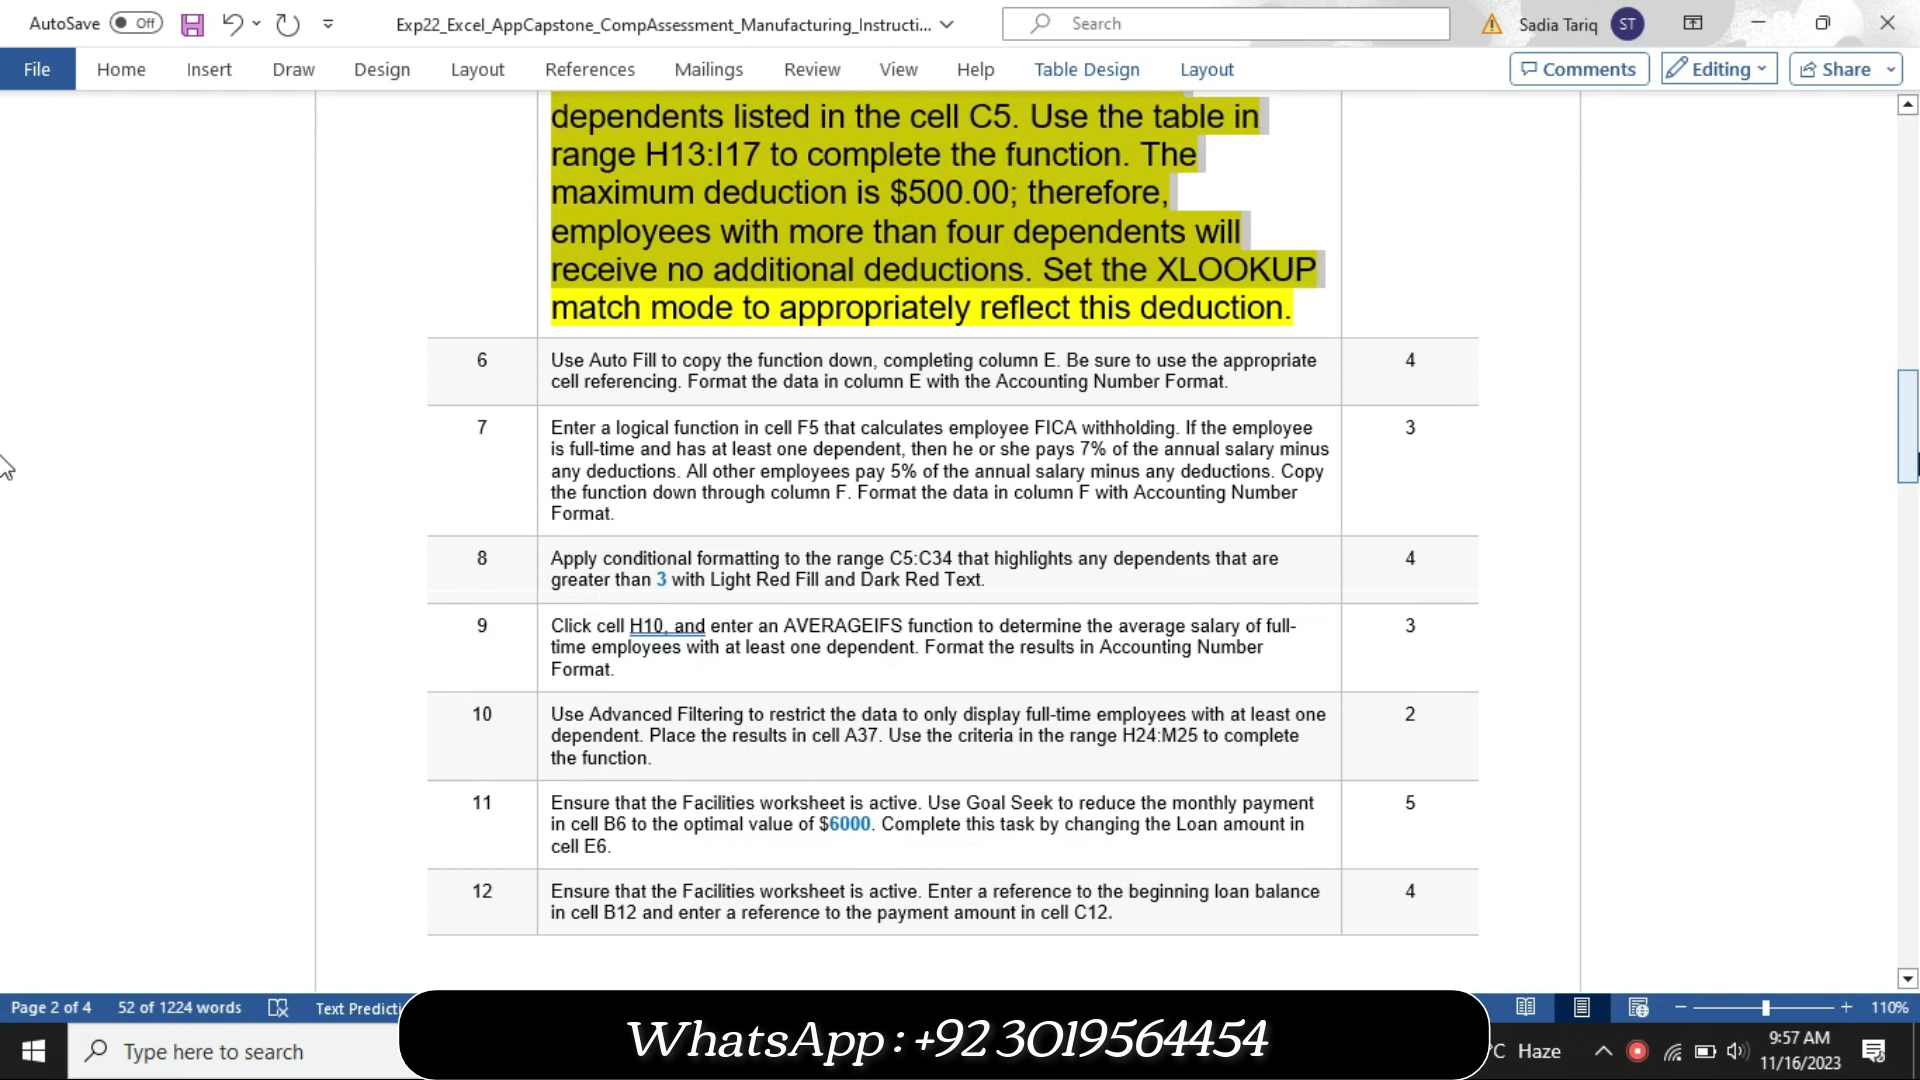 AutoSave Off Exp22_Excel_AppCapstone_CompAssessment_Manufacturing_Instructi... Search Sadia Tariq ST
File Home Insert Draw Design Layout References Mailings Review View Help Table Design Layout Comments Editing Share
dependents listed in the cell C5. Use the table in
range H13:I17 to complete the function. The
maximum deduction is $500.00; therefore,
employees with more than four dependents will
receive no additional deductions. Set the XLOOKUP
match mode to appropriately reflect this deduction.
6 Use Auto Fill to copy the function down, completing column E. Be sure to use the appropriate 4
cell referencing. Format the data in column E with the Accounting Number Format.
7 Enter a logical function in cell F5 that calculates employee FICA withholding. If the employee 3
is full-time and has at least one dependent, then he or she pays 7% of the annual salary minus
any deductions. All other employees pay 5% of the annual salary minus any deductions. Copy
the function down through column F. Format the data in column F with Accounting Number
Format.
8 Apply conditional formatting to the range C5:C34 that highlights any dependents that are 4
greater than 3 with Light Red Fill and Dark Red Text.
9 Click cell H10, and enter an AVERAGEIFS function to determine the average salary of full- 3
time employees with at least one dependent. Format the results in Accounting Number
Format.
10 Use Advanced Filtering to restrict the data to only display full-time employees with at least one 2
dependent. Place the results in cell A37. Use the criteria in the range H24:M25 to complete
the function.
11 Ensure that the Facilities worksheet is active. Use Goal Seek to reduce the monthly payment 5
in cell B6 to the optimal value of $6000. Complete this task by changing the Loan amount in
cell E6.
12 Ensure that the Facilities worksheet is active. Enter a reference to the beginning loan balance 4
in cell B12 and enter a reference to the payment amount in cell C12.
Page 2 of 4 52 of 1224 words Text Predicti 110%
WhatsApp : +92 3019564454
Type here to search °C Haze 9:57 AM
11/16/2023